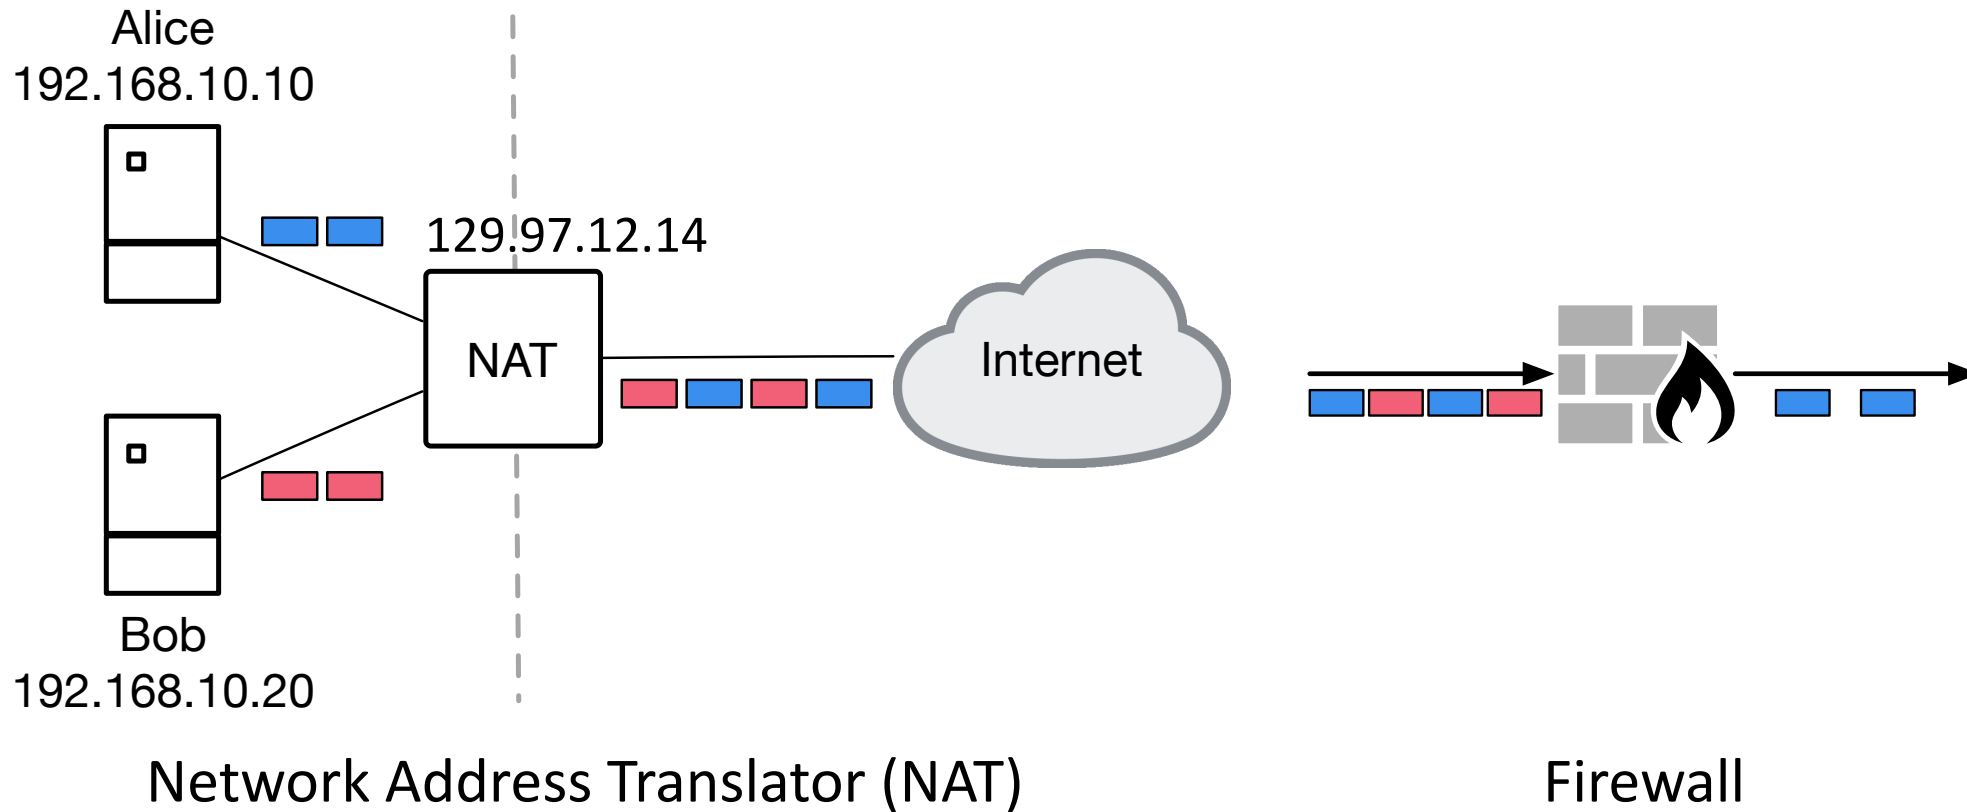 Alice
192.168.10.10
129.97.12.14
NAT
Internet
Bob
192.168.10.20
Network Address Translator (NAT)
Firewall